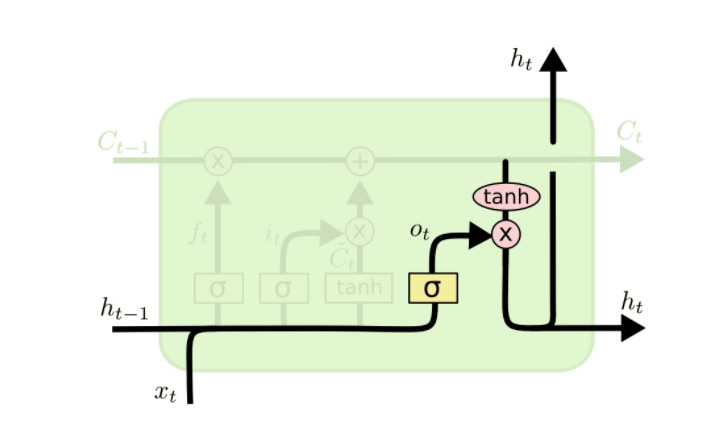 h_t
C_{t-1}
C_t
x
+
tanh
f_t
i_t
x
o_t
x
C̃_t
σ
σ
tanh
σ
h_{t-1}
h_t
x_t